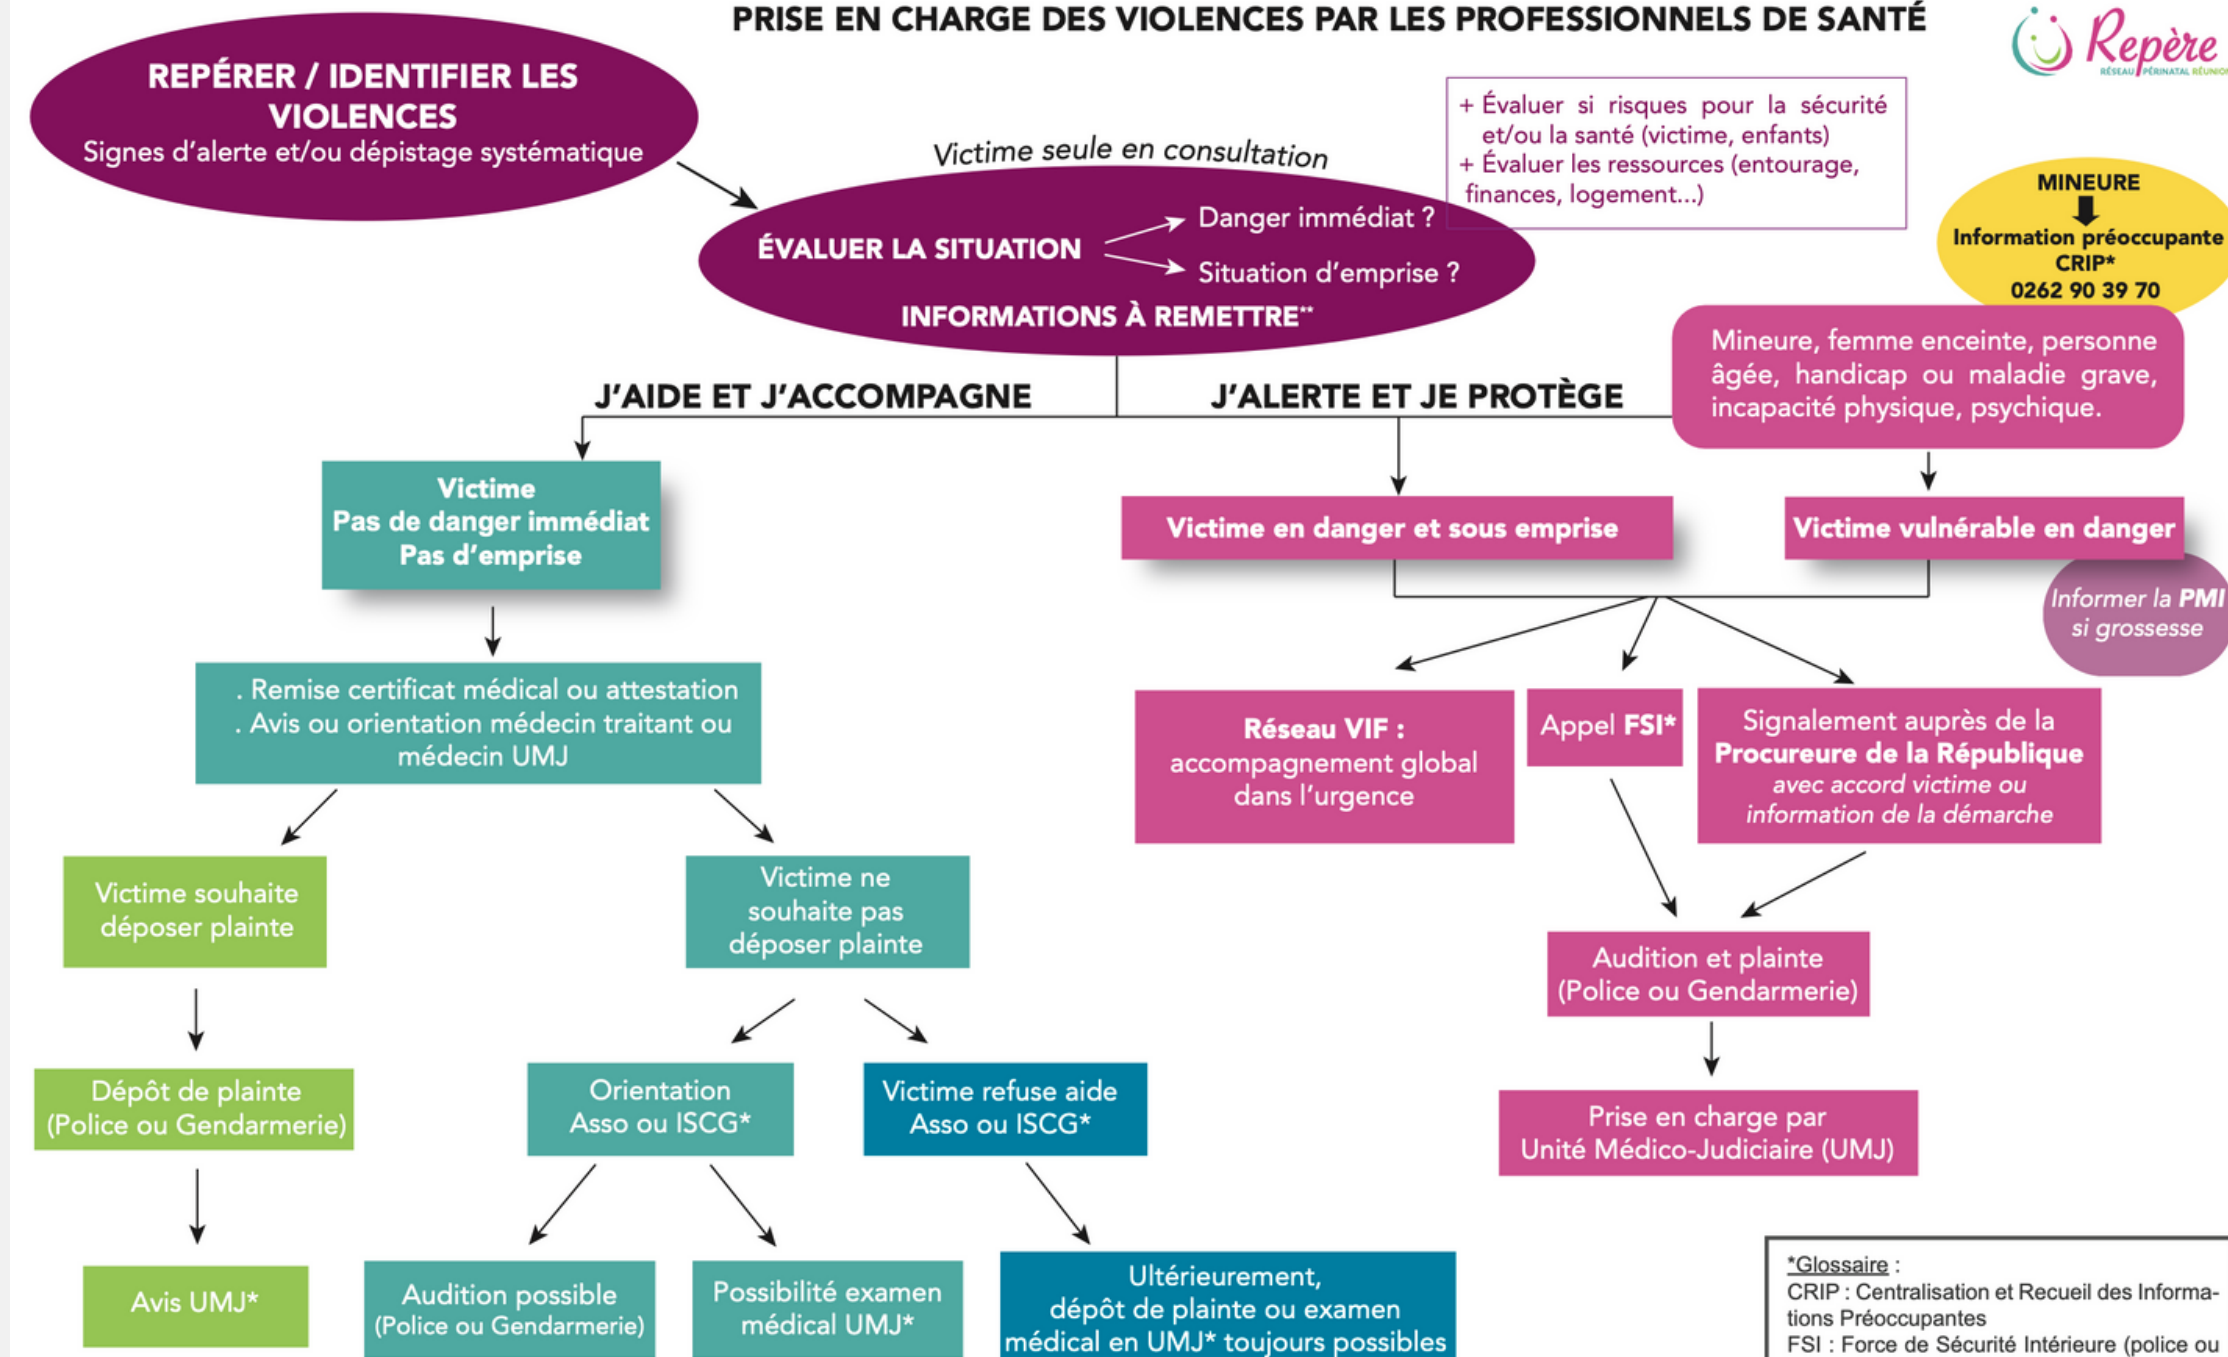 PRISE EN CHARGE DES VIOLENCES PAR LES PROFESSIONNELS DE SANTÉ
Repère
RÉSEAU PÉRINATAL RÉUNION
REPÉRER / IDENTIFIER LES
VIOLENCES
Signes d'alerte et/ou dépistage systématique
Victime seule en consultation
+ Évaluer si risques pour la sécurité
et/ou la santé (victime, enfants)
+ Évaluer les ressources (entourage,
finances, logement...)
MINEURE
Information préoccupante
CRIP*
0262 90 39 70
ÉVALUER LA SITUATION
Danger immédiat ?
Situation d'emprise ?
INFORMATIONS À REMETTRE**
Mineure, femme enceinte, personne
âgée, handicap ou maladie grave,
incapacité physique, psychique.
J'AIDE ET J'ACCOMPAGNE
J'ALERTE ET JE PROTÈGE
Victime
Pas de danger immédiat
Pas d'emprise
Victime en danger et sous emprise
Victime vulnérable en danger
Informer la PMI
si grossesse
. Remise certificat médical ou attestation
. Avis ou orientation médecin traitant ou
médecin UMJ
Réseau VIF :
accompagnement global
dans l'urgence
Appel FSI*
Signalement auprès de la
Procureure de la République
avec accord victime ou
information de la démarche
Victime souhaite
déposer plainte
Victime ne
souhaite pas
déposer plainte
Audition et plainte
(Police ou Gendarmerie)
Dépôt de plainte
(Police ou Gendarmerie)
Orientation
Asso ou ISCG*
Victime refuse aide
Asso ou ISCG*
Prise en charge par
Unité Médico-Judiciaire (UMJ)
Avis UMJ*
Audition possible
(Police ou Gendarmerie)
Possibilité examen
médical UMJ*
Ultérieurement,
dépôt de plainte ou examen
médical en UMJ* toujours possibles
*Glossaire :
CRIP : Centralisation et Recueil des Informa-
tions Préoccupantes
FSI : Force de Sécurité Intérieure (police ou